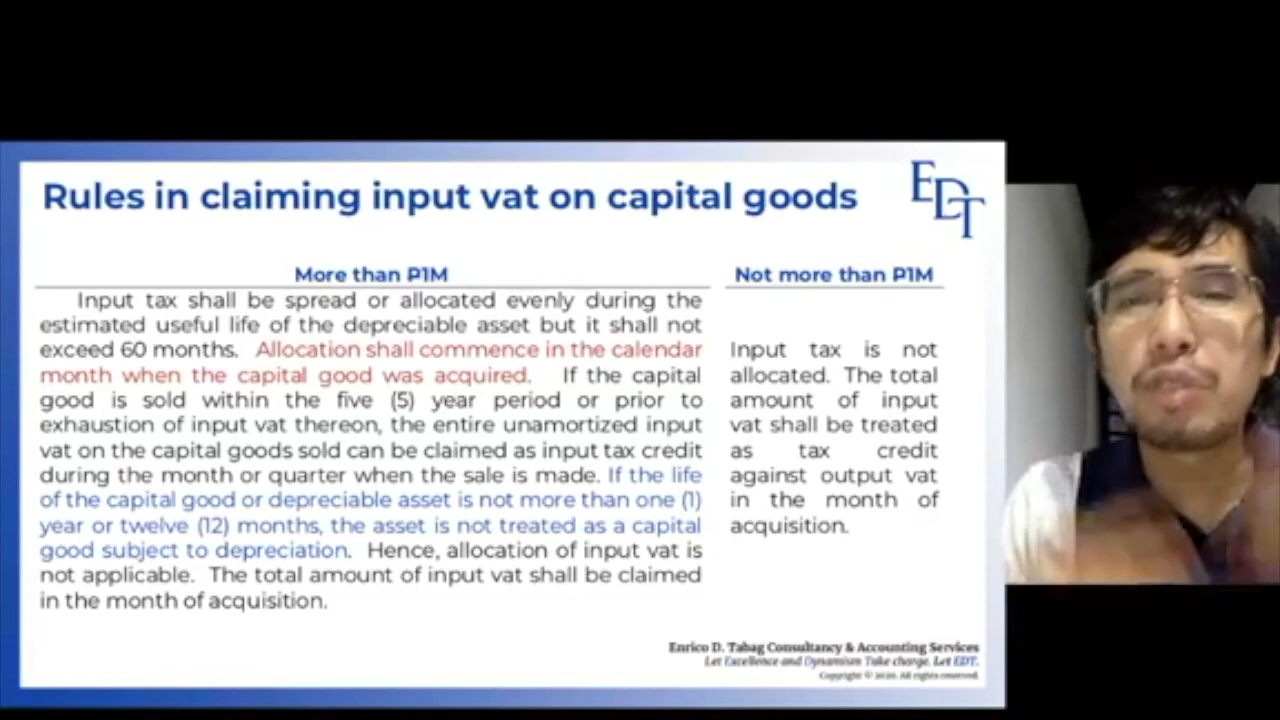 Rules in claiming input vat on capital goods
EDT
More than P1M
Input tax shall be spread or allocated evenly during the
estimated useful life of the depreciable asset but it shall not
exceed 60 months. Allocation shall commence in the calendar
month when the capital good was acquired. If the capital
good is sold within the five (5) year period or prior to
exhaustion of input vat thereon, the entire unamortized input
vat on the capital goods sold can be claimed as input tax credit
during the month or quarter when the sale is made. If the life
of the capital good or depreciable asset is not more than one (1)
year or twelve (12) months, the asset is not treated as a capital
good subject to depreciation. Hence, allocation of input vat is
not applicable. The total amount of input vat shall be claimed
in the month of acquisition.
Not more than P1M
Input tax is not
allocated. The total
amount of input
vat shall be treated
as tax credit
against output vat
in the month of
acquisition.
Enrico D. Tabag Consultancy & Accounting Services
Let Excellence and Dynamism Take charge. Let EDT.
Copyright © 2020. All rights reserved.